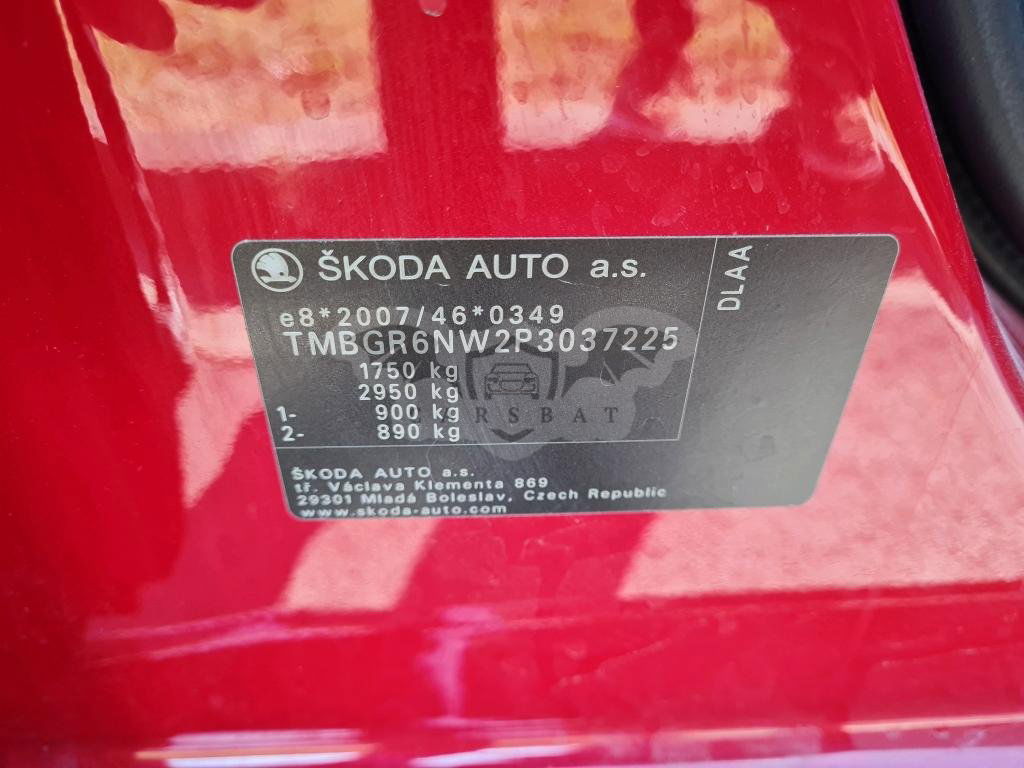 ŠKODA AUTO a.s.
DLAA
e8*2007/46*0349
TMBGR6NW2P3037225
1750 kg
2950 kg
1- 900 kg
2- 890 kg
CARSBAT
ŠKODA AUTO a.s.
tř. Václava Klementa 869
29301 Mladá Boleslav, Czech Republic
www.skoda-auto.com